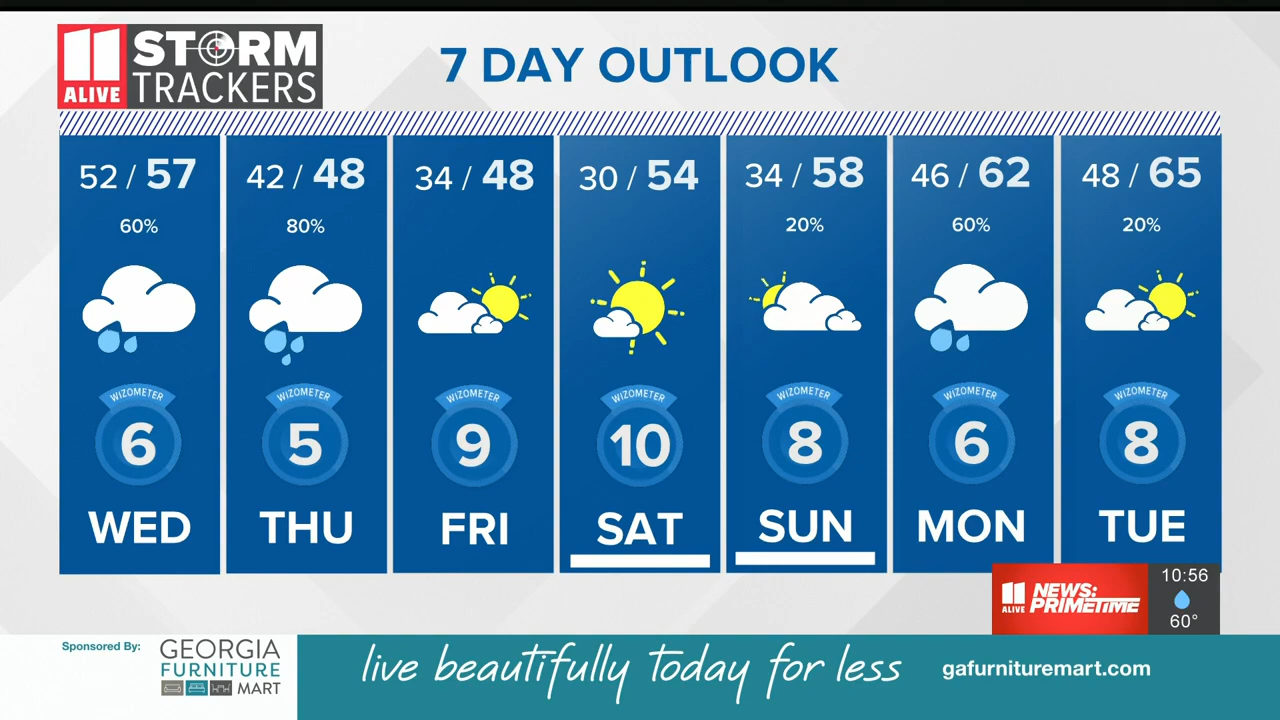 11 ALIVE
STORM
TRACKERS
7 DAY OUTLOOK
52 / 57
60%
WIZOMETER
6
WED
42 / 48
80%
WIZOMETER
5
THU
34 / 48
WIZOMETER
9
FRI
30 / 54
WIZOMETER
10
SAT
34 / 58
20%
WIZOMETER
8
SUN
46 / 62
60%
WIZOMETER
6
MON
48 / 65
20%
WIZOMETER
8
TUE
11 ALIVE
NEWS:
PRIMETIME
10:56
60°
Sponsored By:
GEORGIA
FURNITURE
MART
live beautifully today for less
gafurnituremart.com